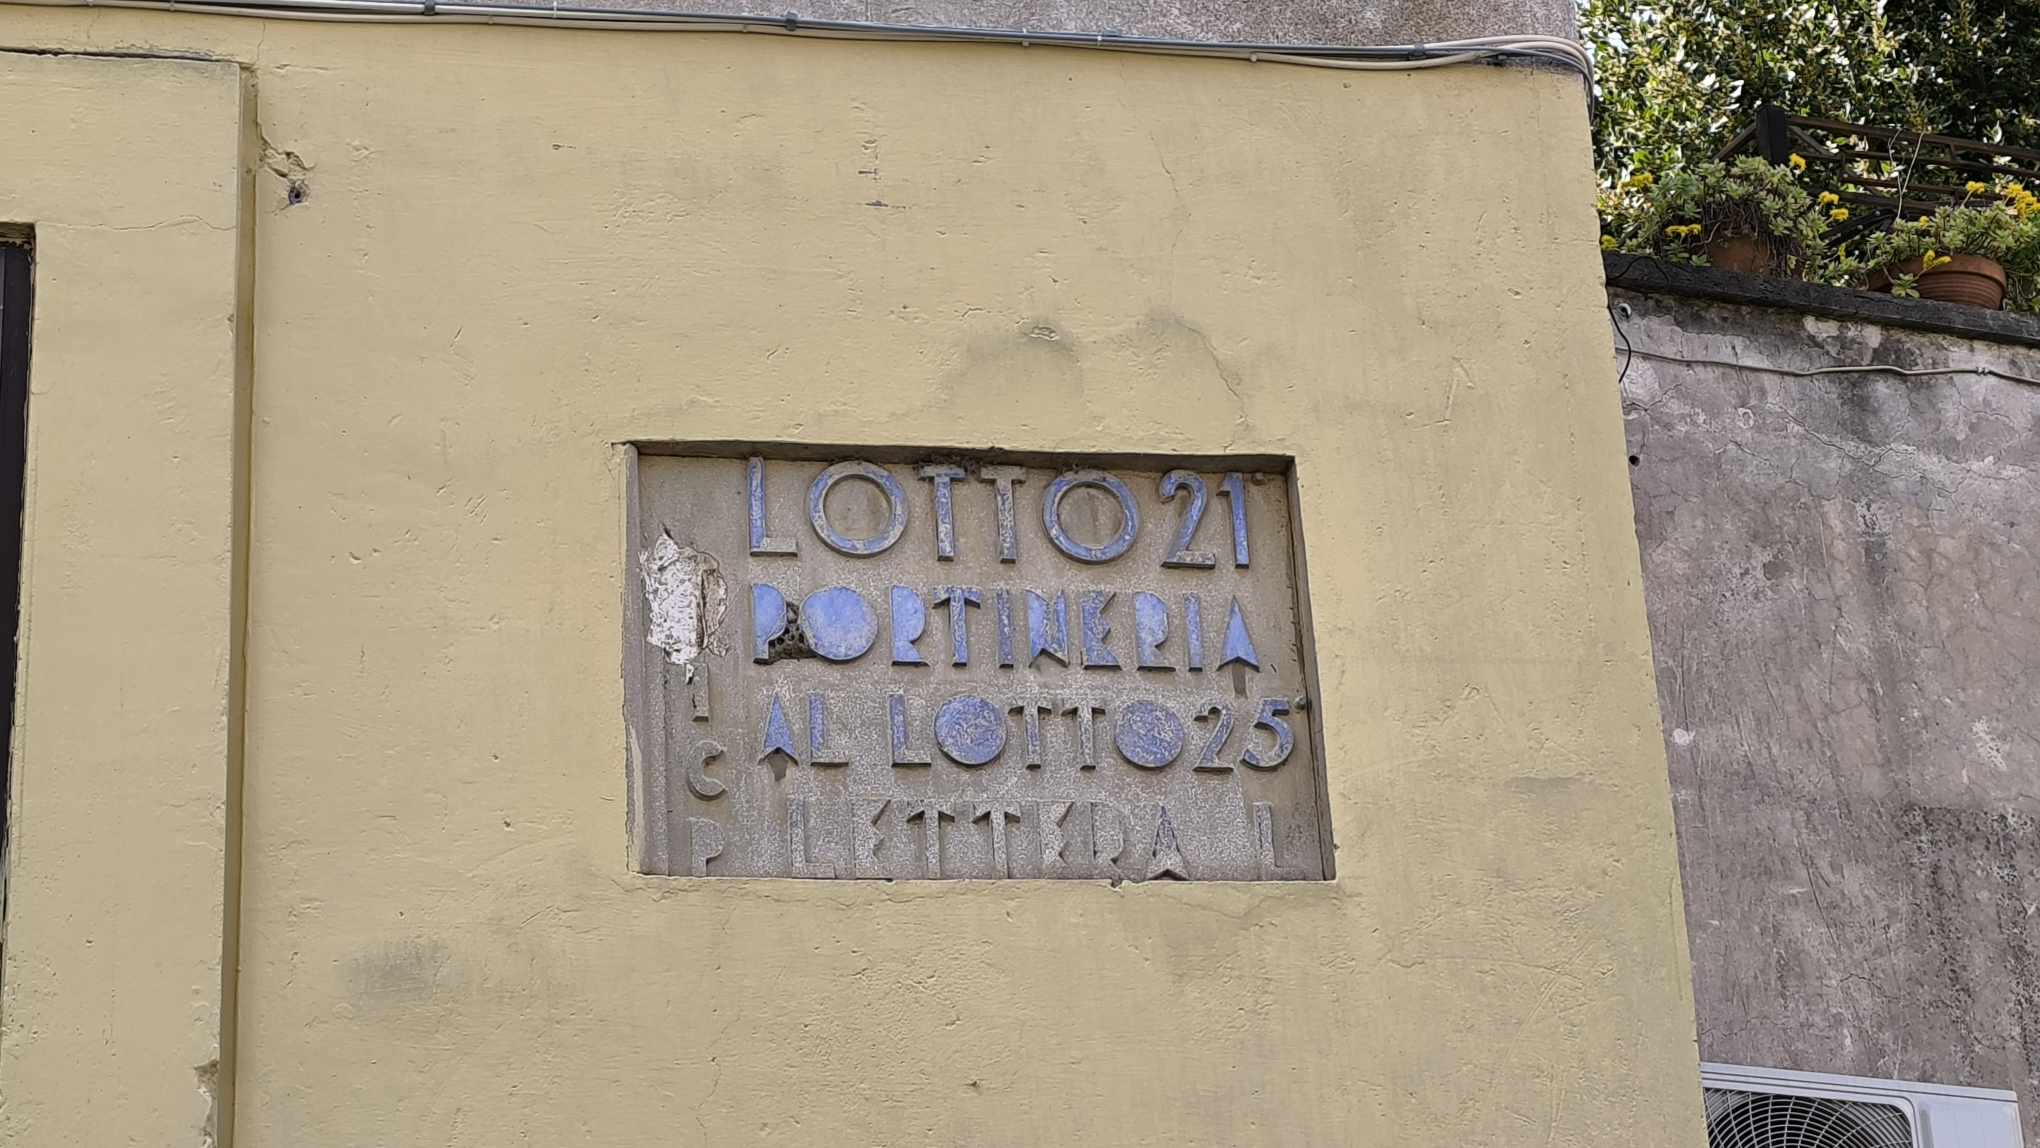 LOTTO 21
PORTINERIA
AL LOTTO 25
LETTERA L
I
C
P